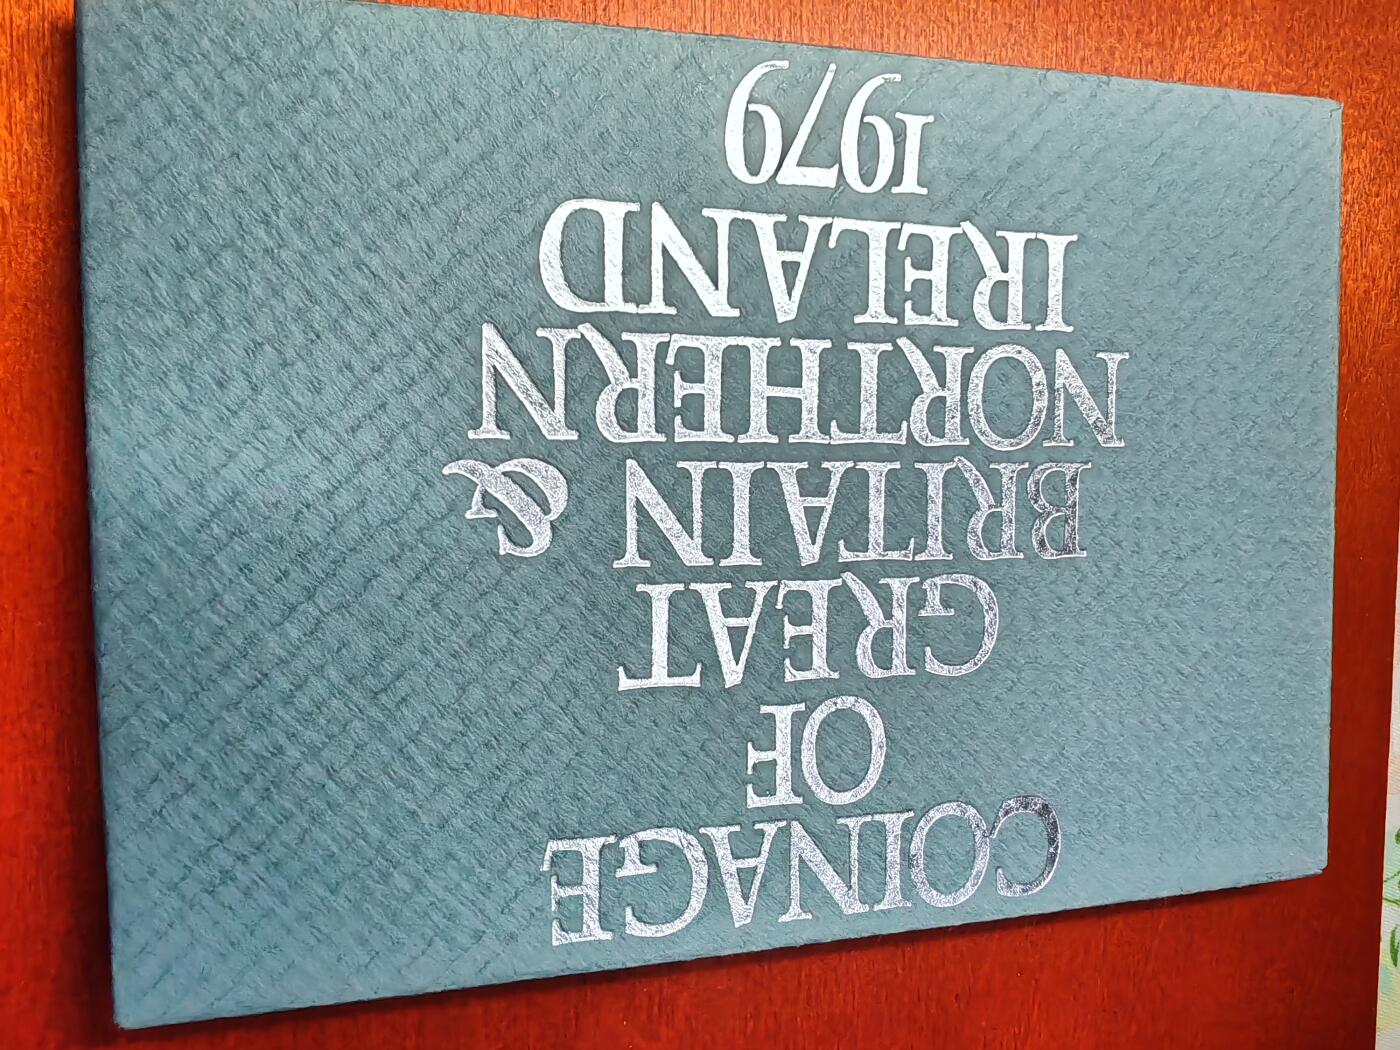 COINAGE
OF
GREAT
BRITAIN &
NORTHERN
IRELAND
1979